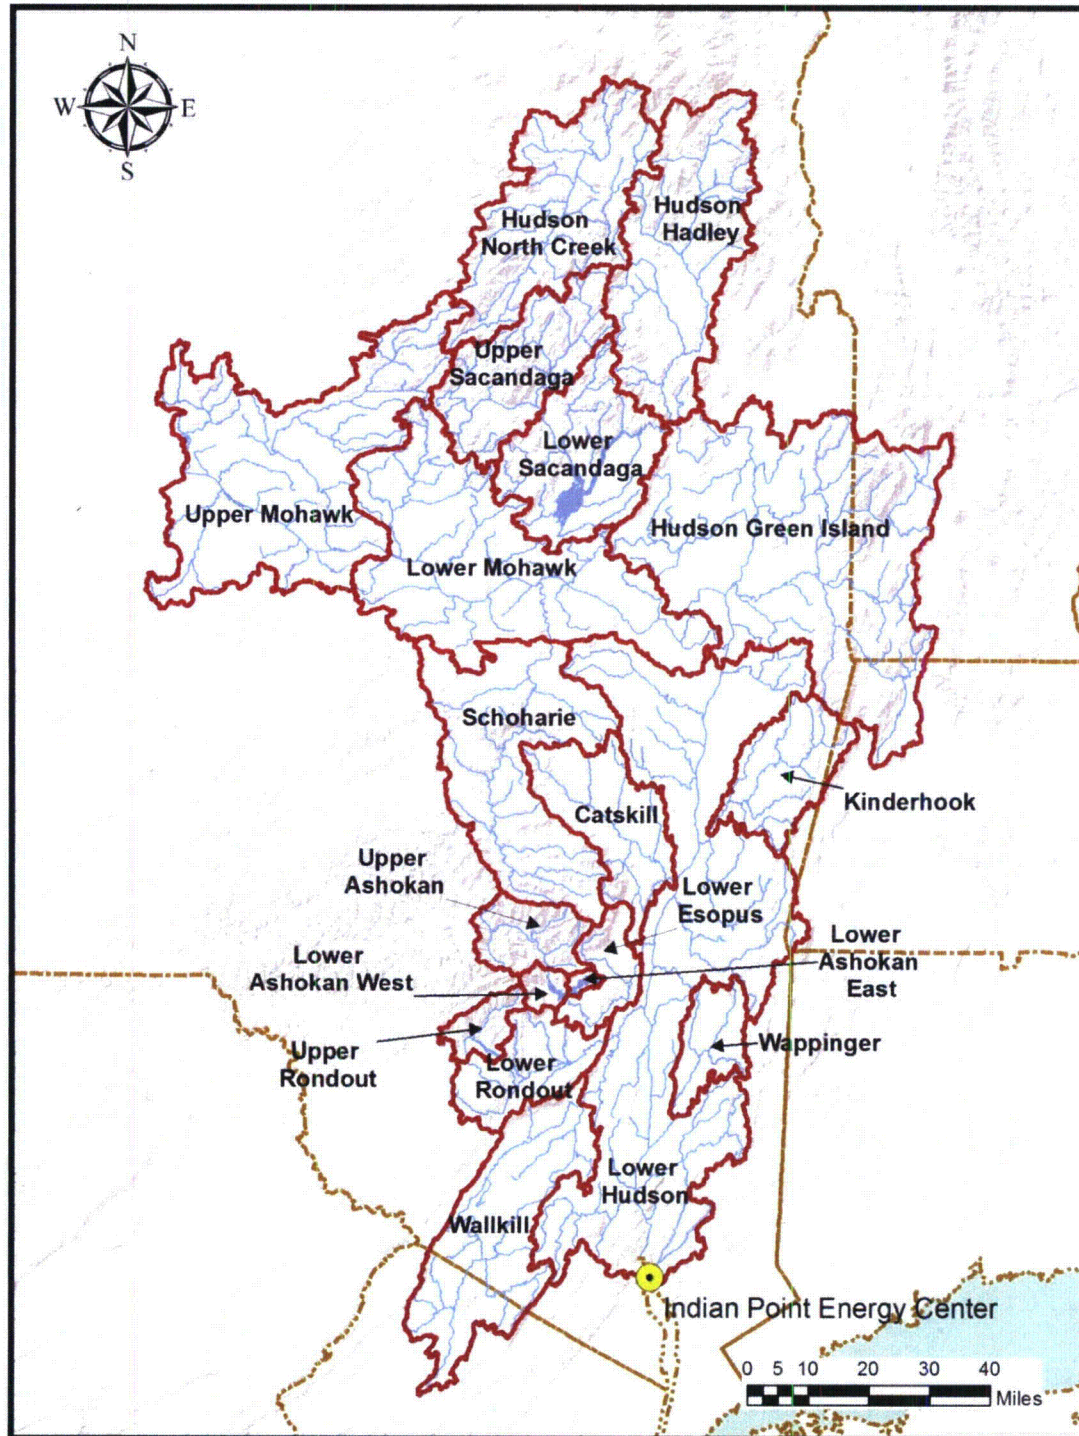 N
W E
S
Hudson
North Creek
Hudson
Hadley
Upper
Sacandaga
Lower
Sacandaga
Upper Mohawk
Hudson Green Island
Lower Mohawk
Schoharie
Kinderhook
Catskill
Upper
Ashokan
Lower
Esopus
Lower
Ashokan West
Lower
Ashokan
East
Upper
Rondout
Wappinger
Lower
Rondout
Lower
Hudson
Wallkill
Indian Point Energy Center
0 5 10 20 30 40
Miles